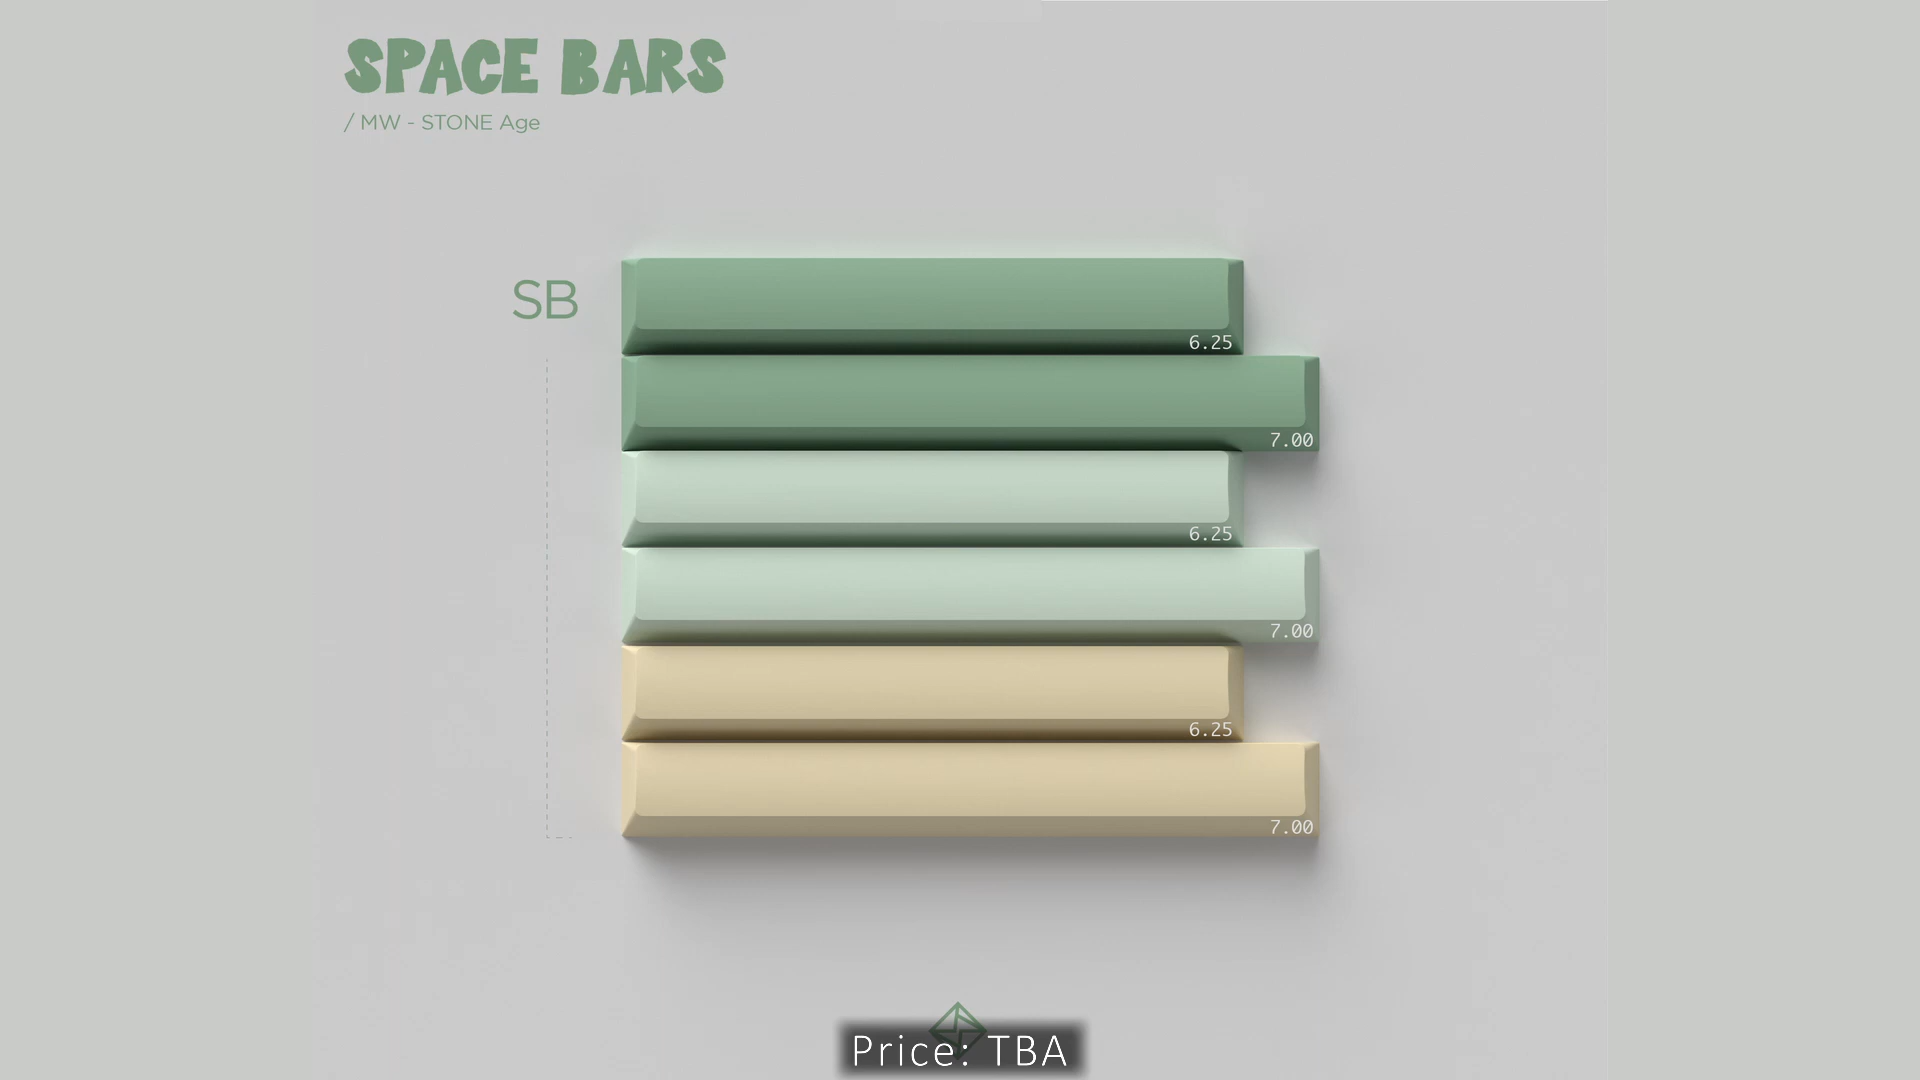 SPACE BARS
/ MW - STONE Age
SB
6.25
7.00
6.25
7.00
6.25
7.00
Price: TBA